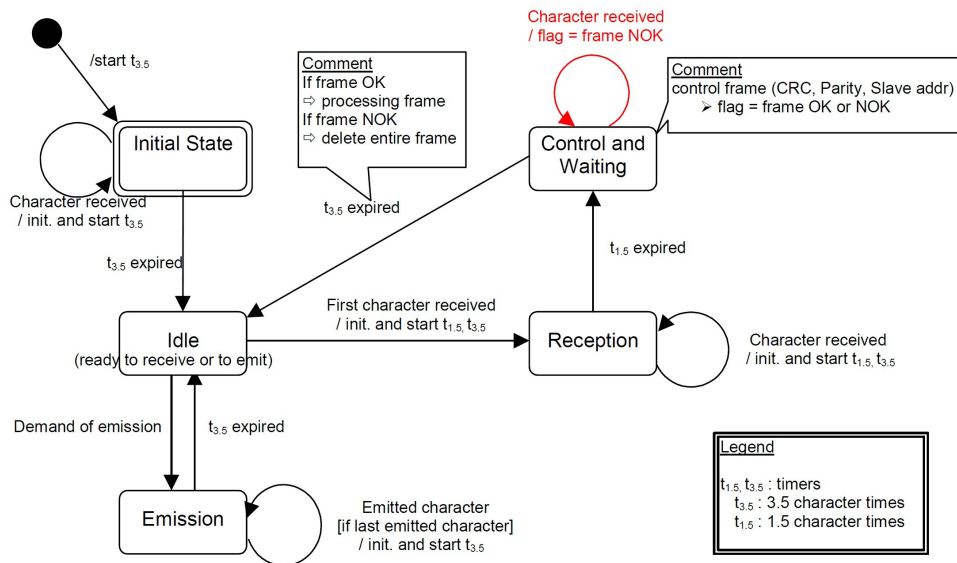 Character received
/ flag = frame NOK
/start t3.5
Comment
If frame OK
⇨ processing frame
If frame NOK
⇨ delete entire frame
Comment
control frame (CRC, Parity, Slave addr)
➢ flag = frame OK or NOK
Initial State
Control and
Waiting
Character received
/ init. and start t3.5
t3.5 expired
t3.5 expired
t1.5 expired
First character received
/ init. and start t1.5, t3.5
Idle
(ready to receive or to emit)
Reception
Character received
/ init. and start t1.5, t3.5
Demand of emission
t3.5 expired
Emission
Emitted character
[if last emitted character]
/ init. and start t3.5
Legend
t1.5, t3.5 : timers
t3.5 : 3.5 character times
t1.5 : 1.5 character times